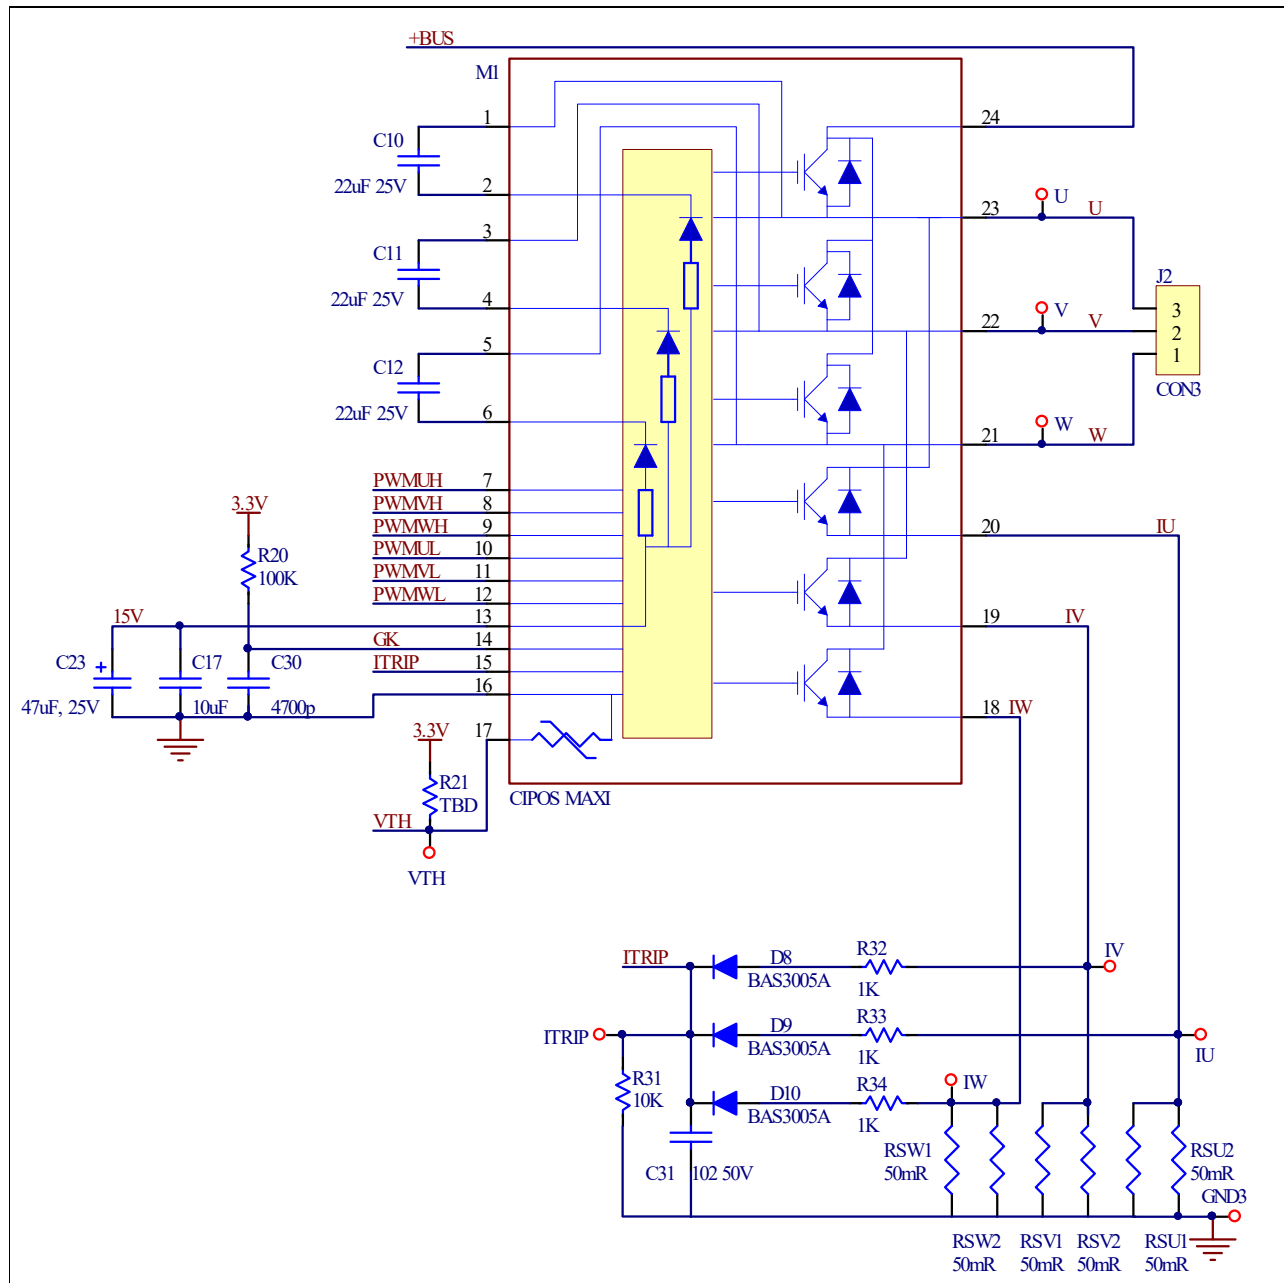 +BUS
M1
1
24
C10
22uF 25V
2
U
23
U
3
C11
J2
22uF 25V
4
V
22
V
3
2
1
5
C12
CON3
22uF 25V
6
W
21
W
PWMUH
7
3.3V
PWMVH
8
PWMWH
9
20
IU
R20
100K
PWMUL
10
PWMVL
11
PWMWL
12
15V
13
19
IV
GK
14
C23
+
C17
C30
ITRIP
15
47uF, 25V
10uF
4700p
16
18
IW
3.3V
17
R21
TBD
CIPOS MAXI
VTH
VTH
ITRIP
D8
BAS3005A
R32
1K
IV
ITRIP
D9
BAS3005A
R33
1K
IU
R31
10K
D10
BAS3005A
R34
1K
IW
C31
102 50V
RSW1
50mR
RSU2
50mR
GND3
RSW2
50mR
RSV1
50mR
RSV2
50mR
RSU1
50mR